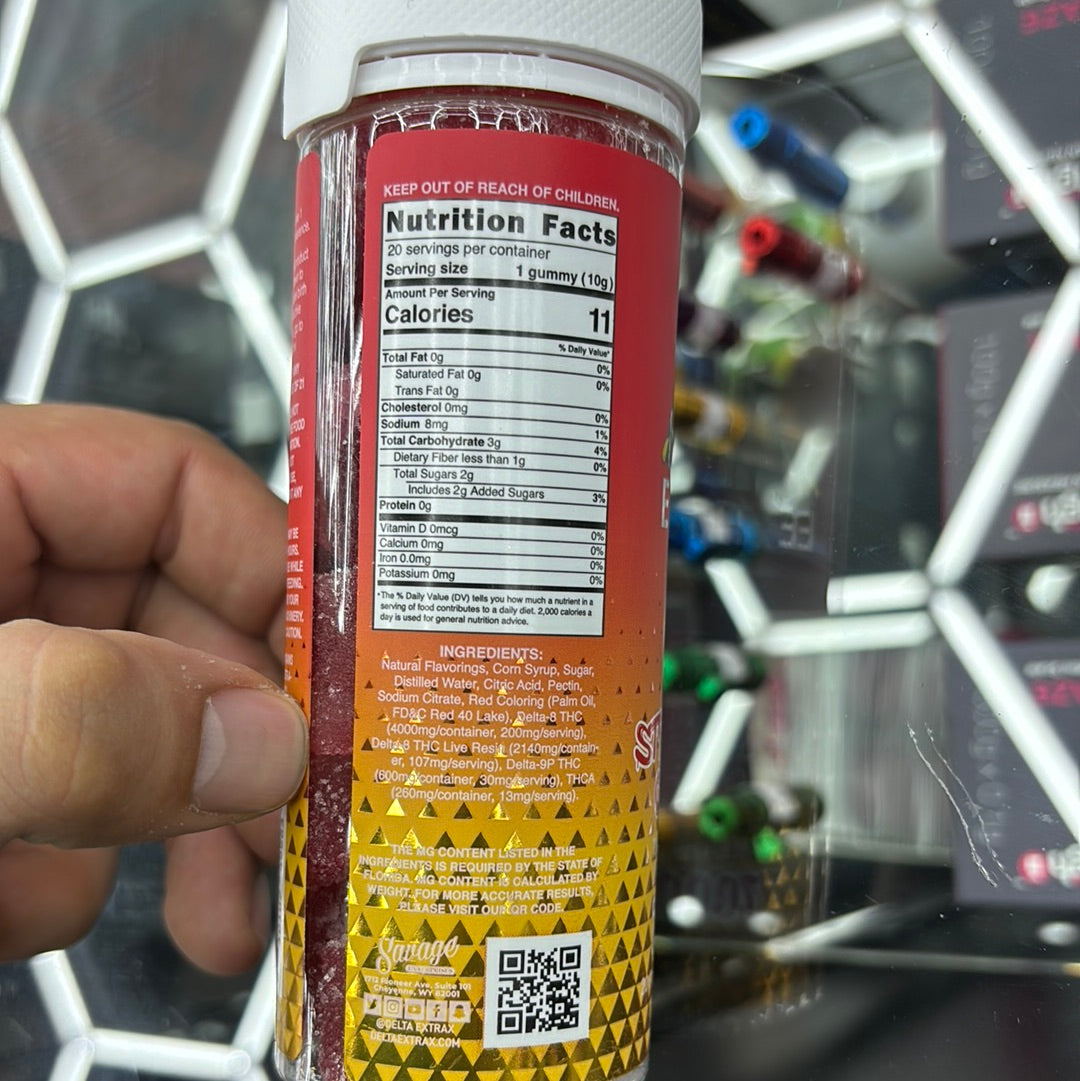 KEEP OUT OF REACH OF CHILDREN.
Nutrition Facts
20 servings per container
Serving size 1 gummy (10g)
Amount Per Serving
Calories 11
% Daily Value*
Total Fat 0g 0%
Saturated Fat 0g 0%
Trans Fat 0g
Cholesterol 0mg 0%
Sodium 8mg 1%
Total Carbohydrate 3g 4%
Dietary Fiber less than 1g 0%
Total Sugars 2g
Includes 2g Added Sugars 3%
Protein 0g
Vitamin D 0mcg 0%
Calcium 0mg 0%
Iron 0.0mg 0%
Potassium 0mg 0%
*The % Daily Value (DV) tells you how much a nutrient in a
serving of food contributes to a daily diet. 2,000 calories a
day is used for general nutrition advice.
INGREDIENTS:
Natural Flavorings, Corn Syrup, Sugar,
Distilled Water, Citric Acid, Pectin,
Sodium Citrate, Red Coloring (Palm Oil,
FD&C Red 40 Lake), Delta-8 THC
(4000mg/container, 200mg/serving),
Delta-8 THC Live Resin (2140mg/contain-
er, 107mg/serving), Delta-9P THC
(600mg/container, 30mg/serving), THCA
(260mg/container, 13mg/serving).
THE MG CONTENT LISTED IN THE
INGREDIENTS IS REQUIRED BY THE STATE OF
FLORIDA. MG CONTENT IS CALCULATED BY
WEIGHT. FOR MORE ACCURATE RESULTS,
PLEASE VISIT OUR QR CODE.
Savage
ENTERPRISES
1712 Pioneer Ave, Suite 101
Cheyenne, WY 82001
@DELTA EXTRAX
DELTAEXTRAX.COM